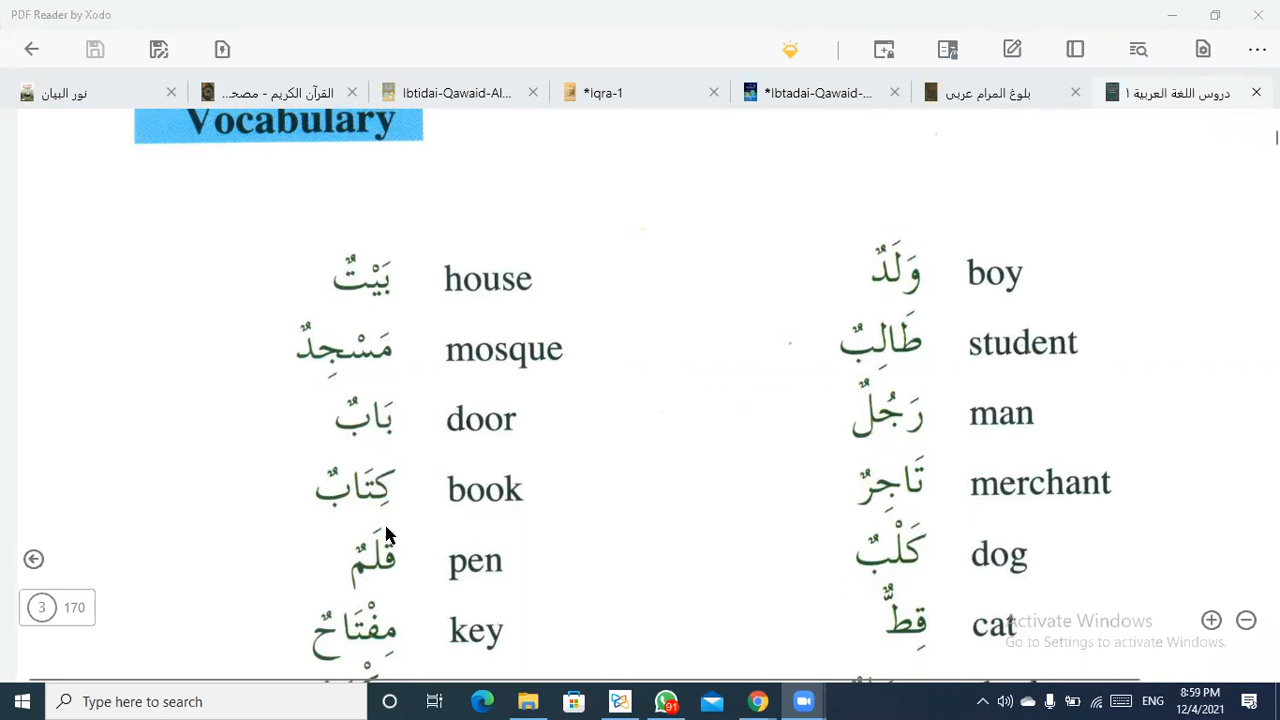 PDF Reader by Xodo
نور البيان
القرآن الكريم - مصحـ...
Ibtidai-Qawaid-Al...
*Iqra-1
*Ibtadai-Qawaid-...
بلوغ المرام عربى
دروس اللغة العربية ١
Vocabulary
بَيْتٌ house
وَلَدٌ boy
مَسْجِدٌ mosque
طَالِبٌ student
بَابٌ door
رَجُلٌ man
كِتَابٌ book
تَاجِرٌ merchant
قَلَمٌ pen
كَلْبٌ dog
مِفْتَاحٌ key
قِطٌّ cat
3 170
Activate Windows
Go to Settings to activate Windows.
Type here to search
91
ENG
8:59 PM
12/4/2021